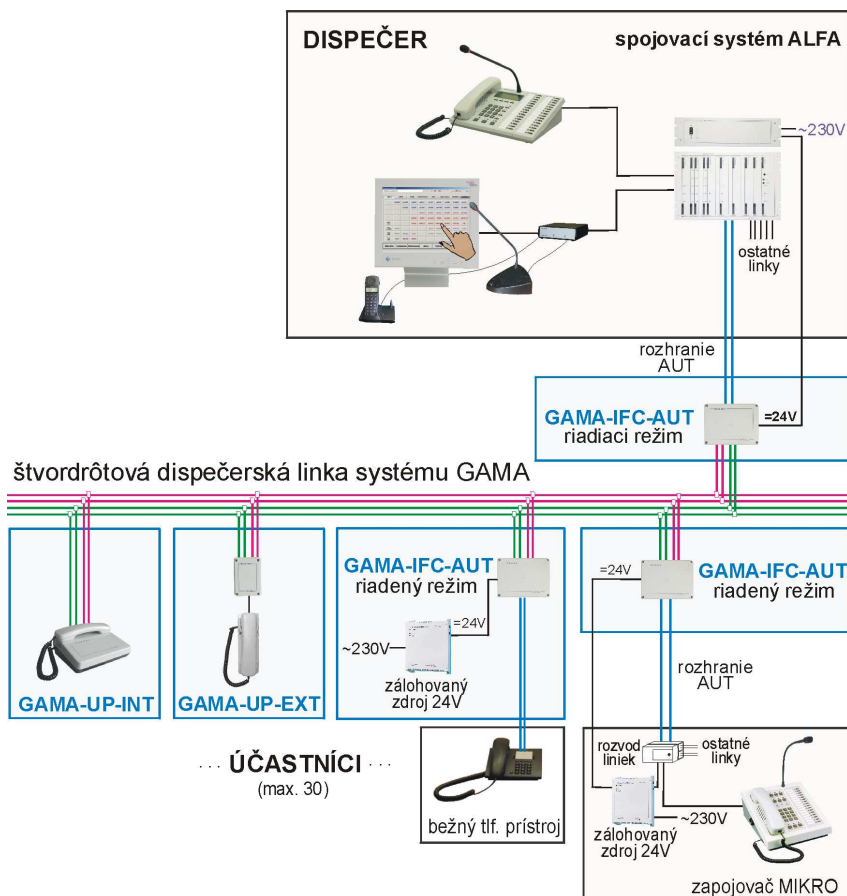 DISPEČER
spojovací systém ALFA
~230V
ostatné
linky
rozhranie
AUT
GAMA-IFC-AUT
riadiaci režim
=24V
štvordrôtová dispečerská linka systému GAMA
GAMA-UP-INT
GAMA-UP-EXT
GAMA-IFC-AUT
riadený režim
=24V
~230V
zálohovaný
zdroj 24V
=24V
GAMA-IFC-AUT
riadený režim
rozhranie
AUT
··· ÚČASTNÍCI ···
(max. 30)
bežný tlf. prístroj
rozvod
liniek
ostatné
linky
~230V
zálohovaný
zdroj 24V
zapojovač MIKRO